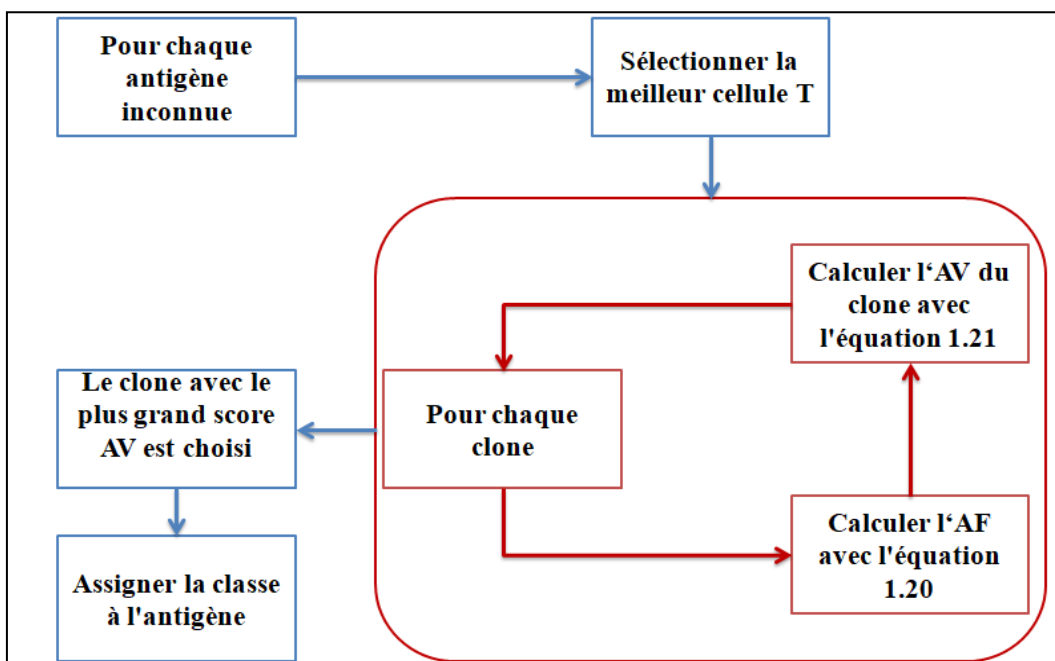 Pour chaque
antigène
inconnue
Sélectionner la
meilleur cellule T
Calculer l‘AV du
clone avec
l'équation 1.21
Pour chaque
clone
Calculer l‘AF
avec l'équation
1.20
Le clone avec le
plus grand score
AV est choisi
Assigner la classe
à l'antigène